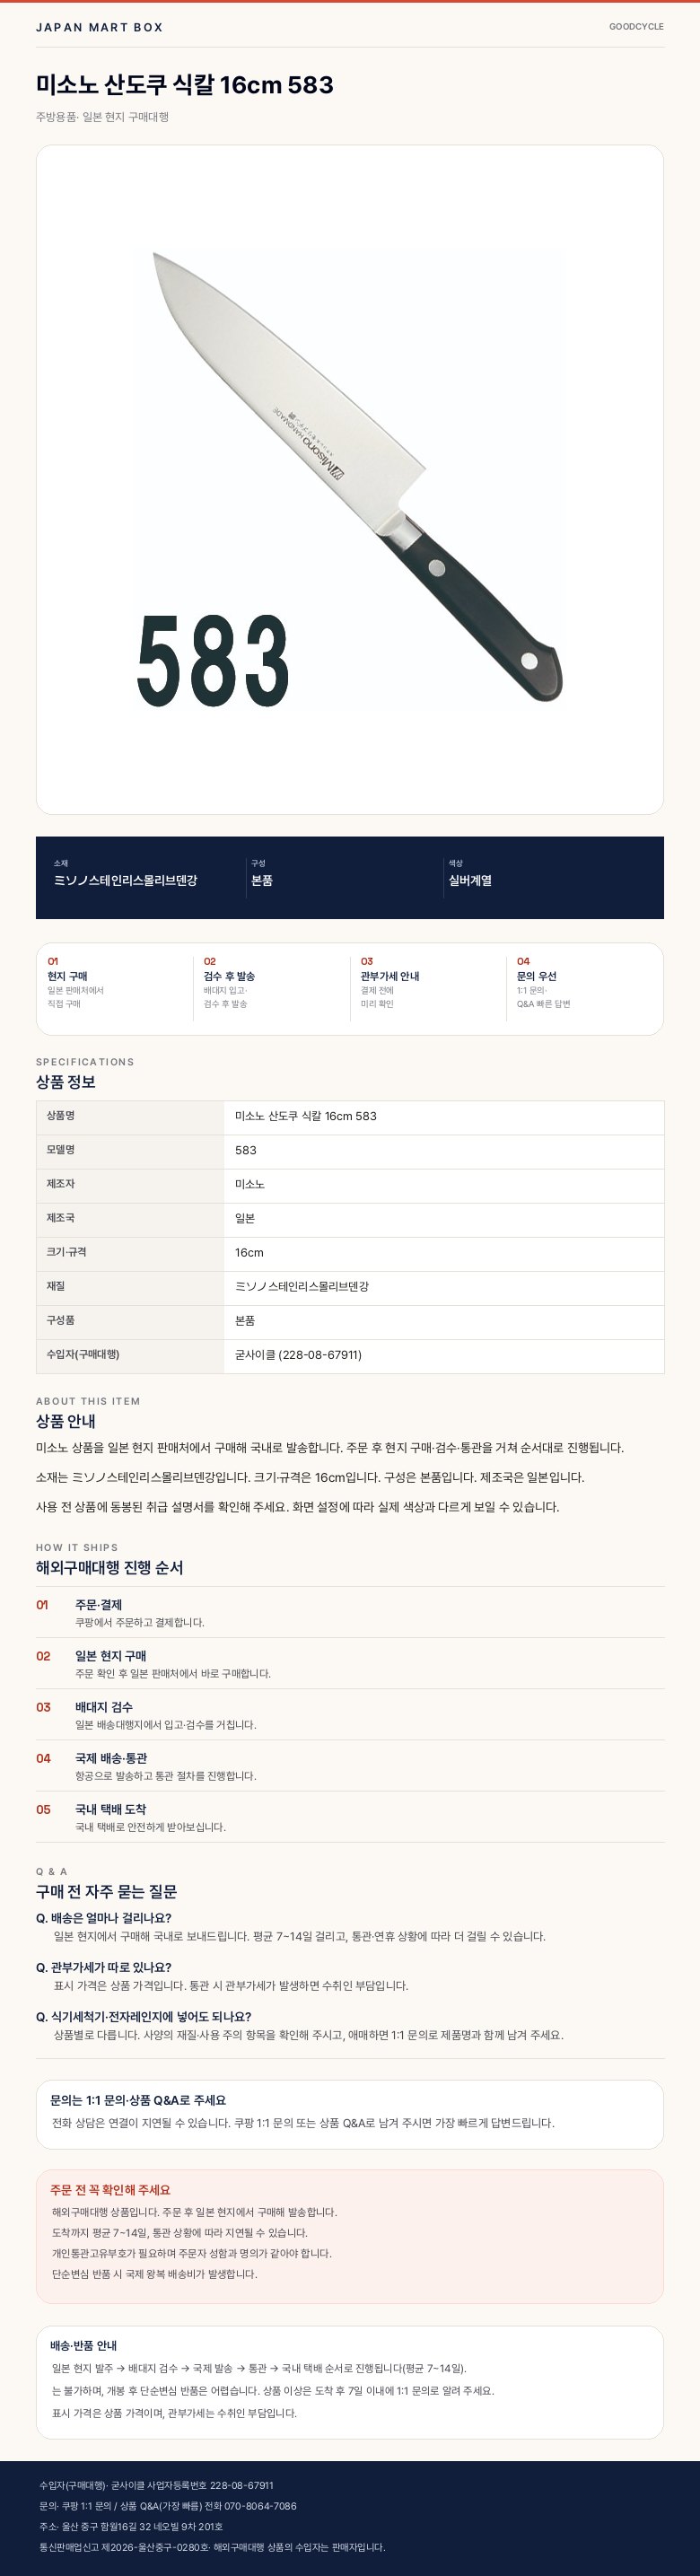 JAPAN MART BOX
GOODCYCLE
미소노 산도쿠 식칼 16cm 583
주방용품· 일본 현지 구매대행
MISONO
HANDMADE
583
소재
ミソノ스테인리스몰리브덴강
구성
본품
색상
실버계열
01
현지 구매
일본 판매처에서
직접 구매
02
검수 후 발송
배대지 입고·
검수 후 발송
03
관부가세 안내
결제 전에
미리 확인
04
문의 우선
1:1 문의·
Q&A 빠른 답변
SPECIFICATIONS
상품 정보
상품명 미소노 산도쿠 식칼 16cm 583
모델명 583
제조자 미소노
제조국 일본
크기·규격 16cm
재질 ミソノ스테인리스몰리브덴강
구성품 본품
수입자(구매대행) 굳사이클 (228-08-67911)
ABOUT THIS ITEM
상품 안내
미소노 상품을 일본 현지 판매처에서 구매해 국내로 발송합니다. 주문 후 현지 구매·검수·통관을 거쳐 순서대로 진행됩니다.
소재는 ミソノ스테인리스몰리브덴강입니다. 크기·규격은 16cm입니다. 구성은 본품입니다. 제조국은 일본입니다.
사용 전 상품에 동봉된 취급 설명서를 확인해 주세요. 화면 설정에 따라 실제 색상과 다르게 보일 수 있습니다.
HOW IT SHIPS
해외구매대행 진행 순서
01 주문·결제
쿠팡에서 주문하고 결제합니다.
02 일본 현지 구매
주문 확인 후 일본 판매처에서 바로 구매합니다.
03 배대지 검수
일본 배송대행지에서 입고·검수를 거칩니다.
04 국제 배송·통관
항공으로 발송하고 통관 절차를 진행합니다.
05 국내 택배 도착
국내 택배로 안전하게 받아보십니다.
Q & A
구매 전 자주 묻는 질문
Q. 배송은 얼마나 걸리나요?
일본 현지에서 구매해 국내로 보내드립니다. 평균 7~14일 걸리고, 통관·연휴 상황에 따라 더 걸릴 수 있습니다.
Q. 관부가세가 따로 있나요?
표시 가격은 상품 가격입니다. 통관 시 관부가세가 발생하면 수취인 부담입니다.
Q. 식기세척기·전자레인지에 넣어도 되나요?
상품별로 다릅니다. 사양의 재질·사용 주의 항목을 확인해 주시고, 애매하면 1:1 문의로 제품명과 함께 남겨 주세요.
문의는 1:1 문의·상품 Q&A로 주세요
전화 상담은 연결이 지연될 수 있습니다. 쿠팡 1:1 문의 또는 상품 Q&A로 남겨 주시면 가장 빠르게 답변드립니다.
주문 전 꼭 확인해 주세요
해외구매대행 상품입니다. 주문 후 일본 현지에서 구매해 발송합니다.
도착까지 평균 7~14일, 통관 상황에 따라 지연될 수 있습니다.
개인통관고유부호가 필요하며 주문자 성함과 명의가 같아야 합니다.
단순변심 반품 시 국제 왕복 배송비가 발생합니다.
배송·반품 안내
일본 현지 발주 → 배대지 검수 → 국제 발송 → 통관 → 국내 택배 순서로 진행됩니다(평균 7~14일).
는 불가하며, 개봉 후 단순변심 반품은 어렵습니다. 상품 이상은 도착 후 7일 이내에 1:1 문의로 알려 주세요.
표시 가격은 상품 가격이며, 관부가세는 수취인 부담입니다.
수입자(구매대행)· 굳사이클 사업자등록번호 228-08-67911
문의· 쿠팡 1:1 문의 / 상품 Q&A(가장 빠름) 전화 070-8064-7086
주소· 울산 중구 함월16길 32 네오빌 9차 201호
통신판매업신고 제2026-울산중구-0280호· 해외구매대행 상품의 수입자는 판매자입니다.